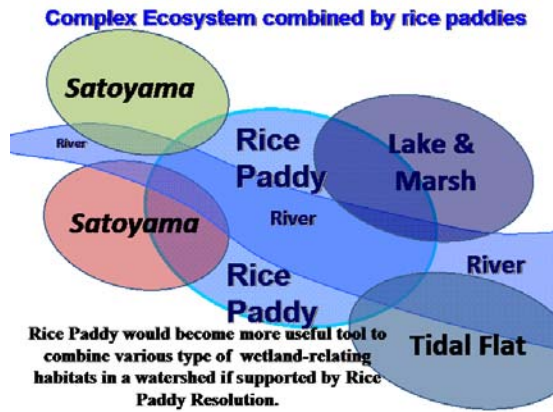 Complex Ecosystem combined by rice paddies
Satoyama
River
Rice
Paddy
Lake &
Marsh
Satoyama
River
River
Rice
Paddy
Tidal Flat
Rice Paddy would become more useful tool to
combine various type of wetland-relating
habitats in a watershed if supported by Rice
Paddy Resolution.